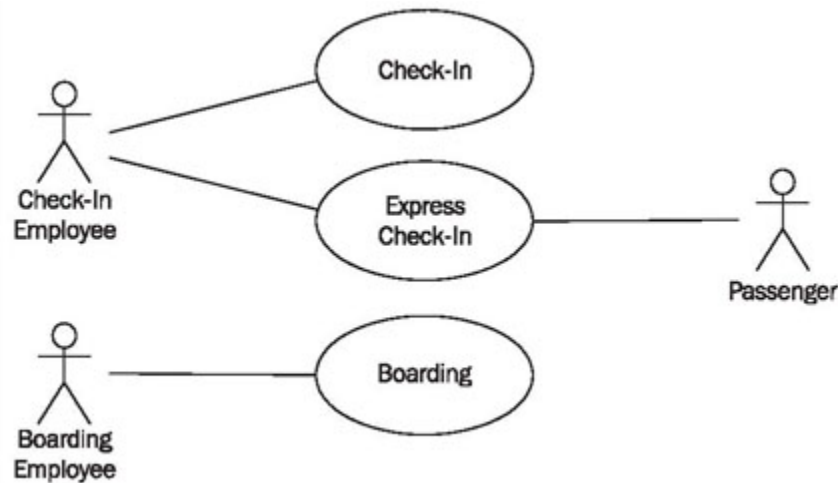 Check-In
Check-In
Employee
Express
Check-In
Passenger
Boarding
Boarding
Employee